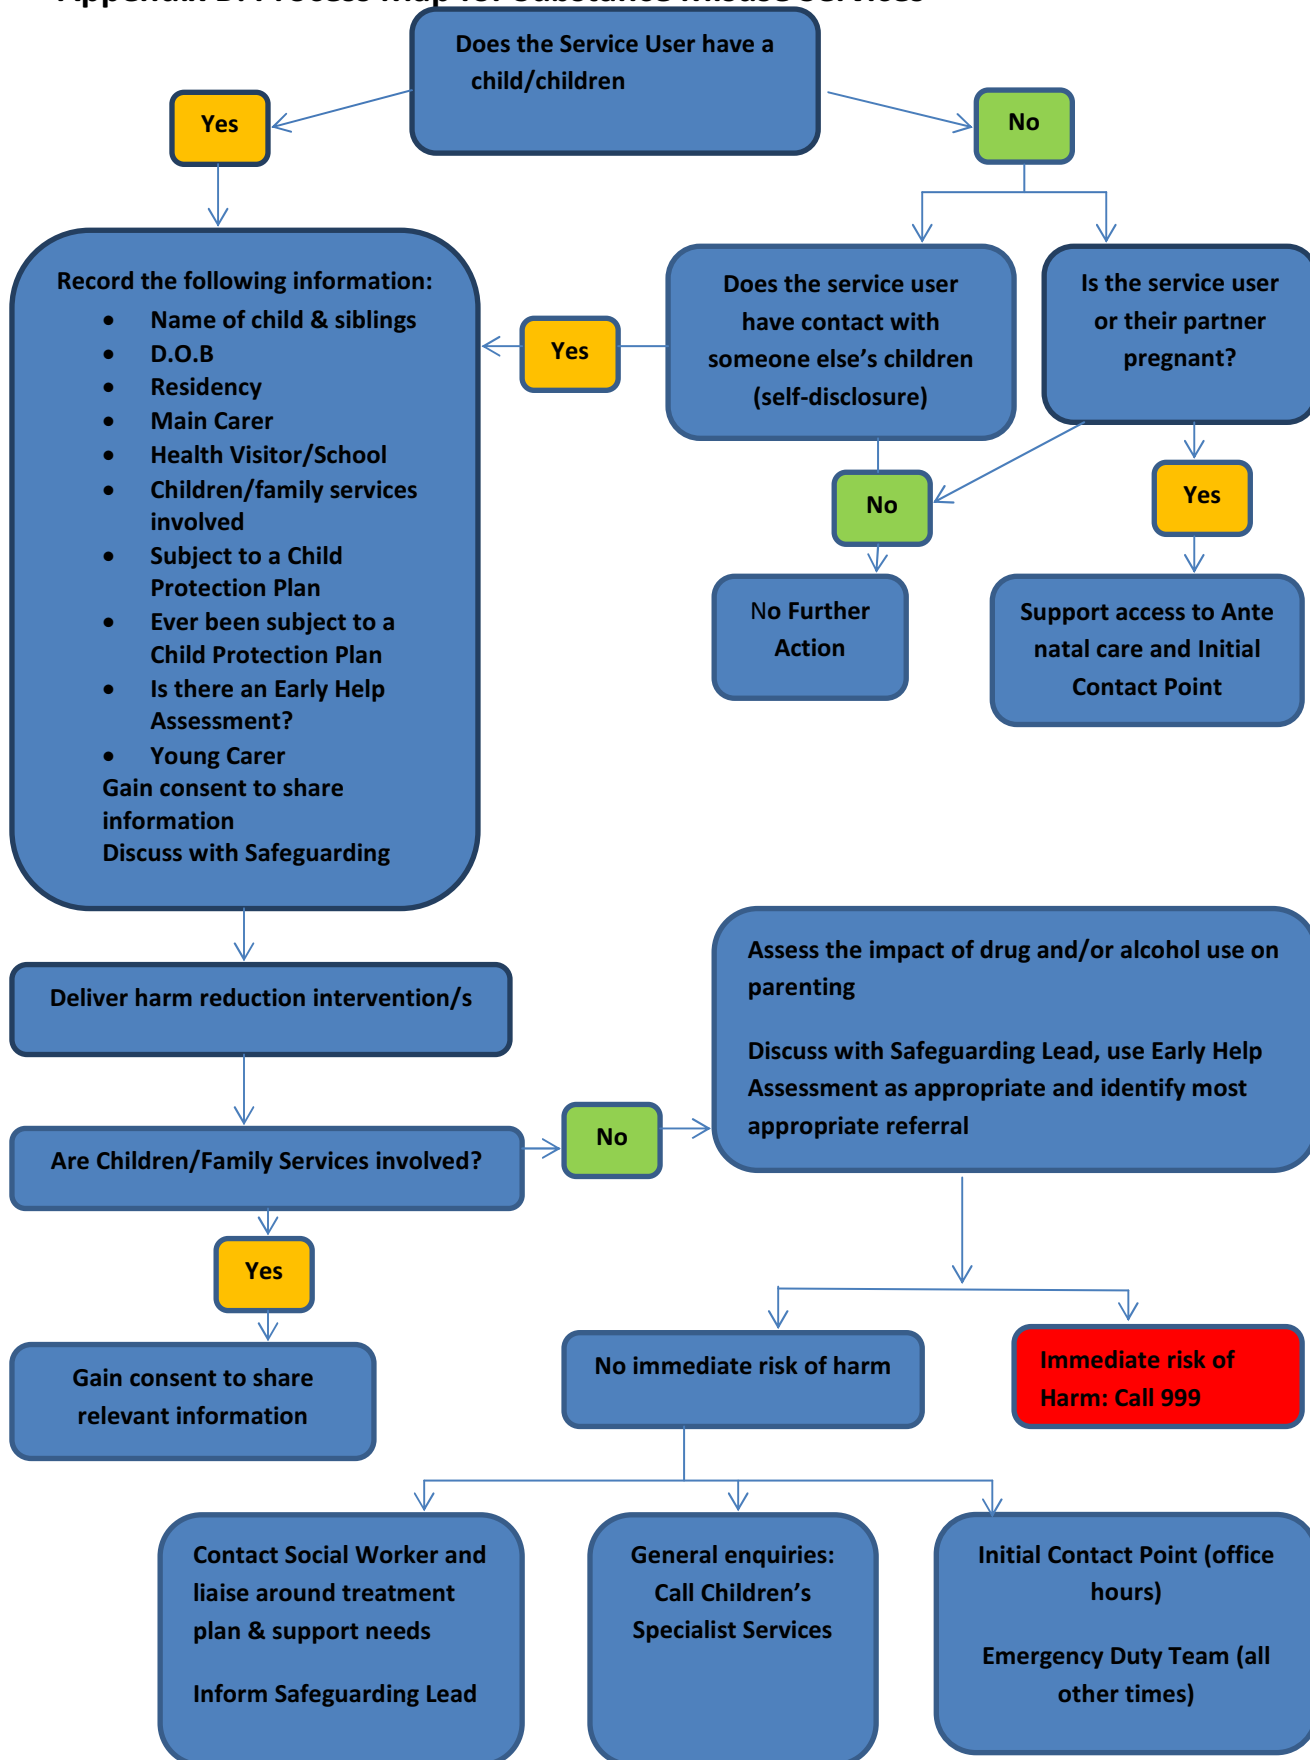 Appendix B: Process Map for Substance Misuse Services
Does the Service User have a
child/children
Yes
No
Record the following information:
• Name of child & siblings
• D.O.B
• Residency
• Main Carer
• Health Visitor/School
• Children/family services
involved
• Subject to a Child
Protection Plan
• Ever been subject to a
Child Protection Plan
• Is there an Early Help
Assessment?
• Young Carer
Gain consent to share
information
Discuss with Safeguarding
Yes
Does the service user
have contact with
someone else’s children
(self-disclosure)
Is the service user
or their partner
pregnant?
No
Yes
No Further
Action
Support access to Ante
natal care and Initial
Contact Point
Deliver harm reduction intervention/s
Are Children/Family Services involved?
No
Assess the impact of drug and/or alcohol use on
parenting
Discuss with Safeguarding Lead, use Early Help
Assessment as appropriate and identify most
appropriate referral
Yes
Gain consent to share
relevant information
No immediate risk of harm
Immediate risk of
Harm: Call 999
Contact Social Worker and
liaise around treatment
plan & support needs
Inform Safeguarding Lead
General enquiries:
Call Children’s
Specialist Services
Initial Contact Point (office
hours)
Emergency Duty Team (all
other times)